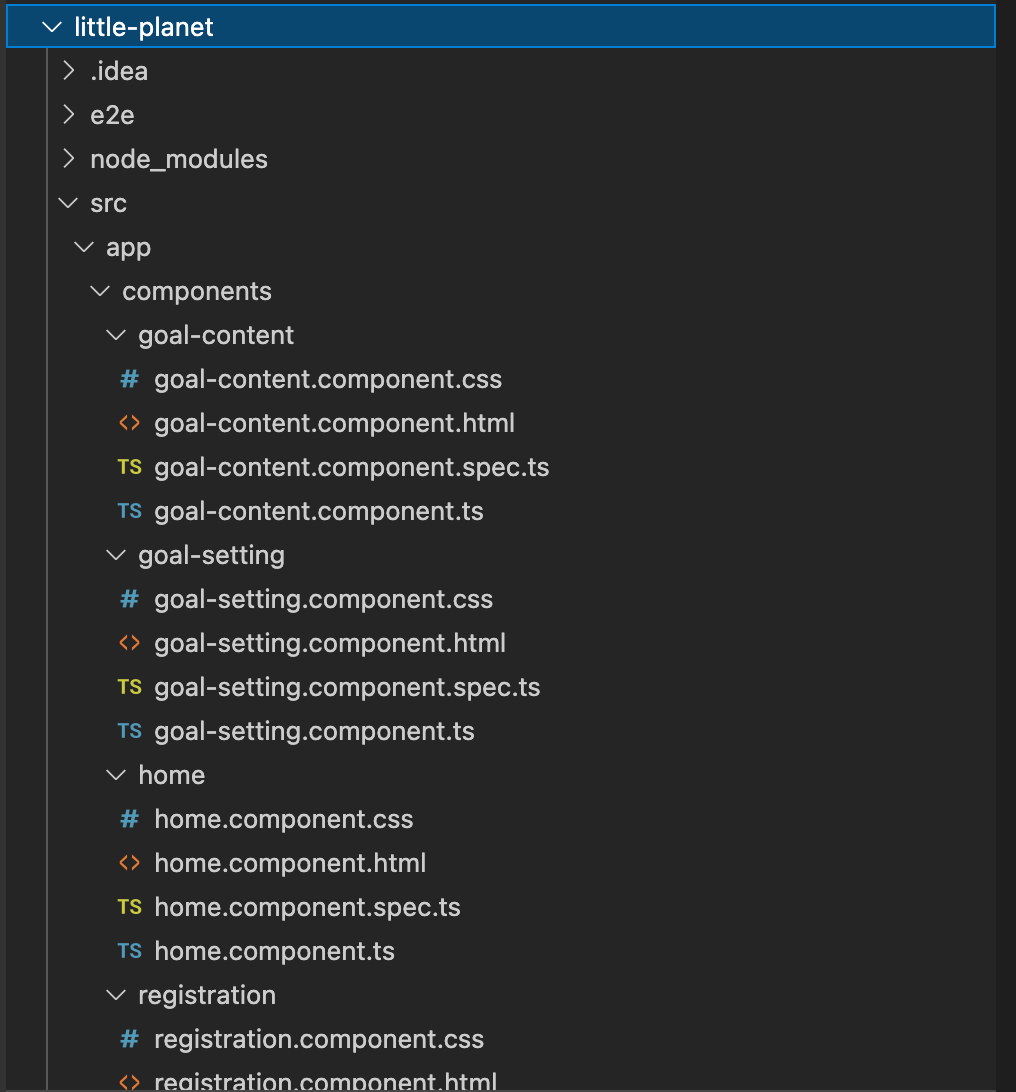 little-planet
.idea
e2e
node_modules
src
app
components
goal-content
# goal-content.component.css
<> goal-content.component.html
TS goal-content.component.spec.ts
TS goal-content.component.ts
goal-setting
# goal-setting.component.css
<> goal-setting.component.html
TS goal-setting.component.spec.ts
TS goal-setting.component.ts
home
# home.component.css
<> home.component.html
TS home.component.spec.ts
TS home.component.ts
registration
# registration.component.css
<> registration.component.html